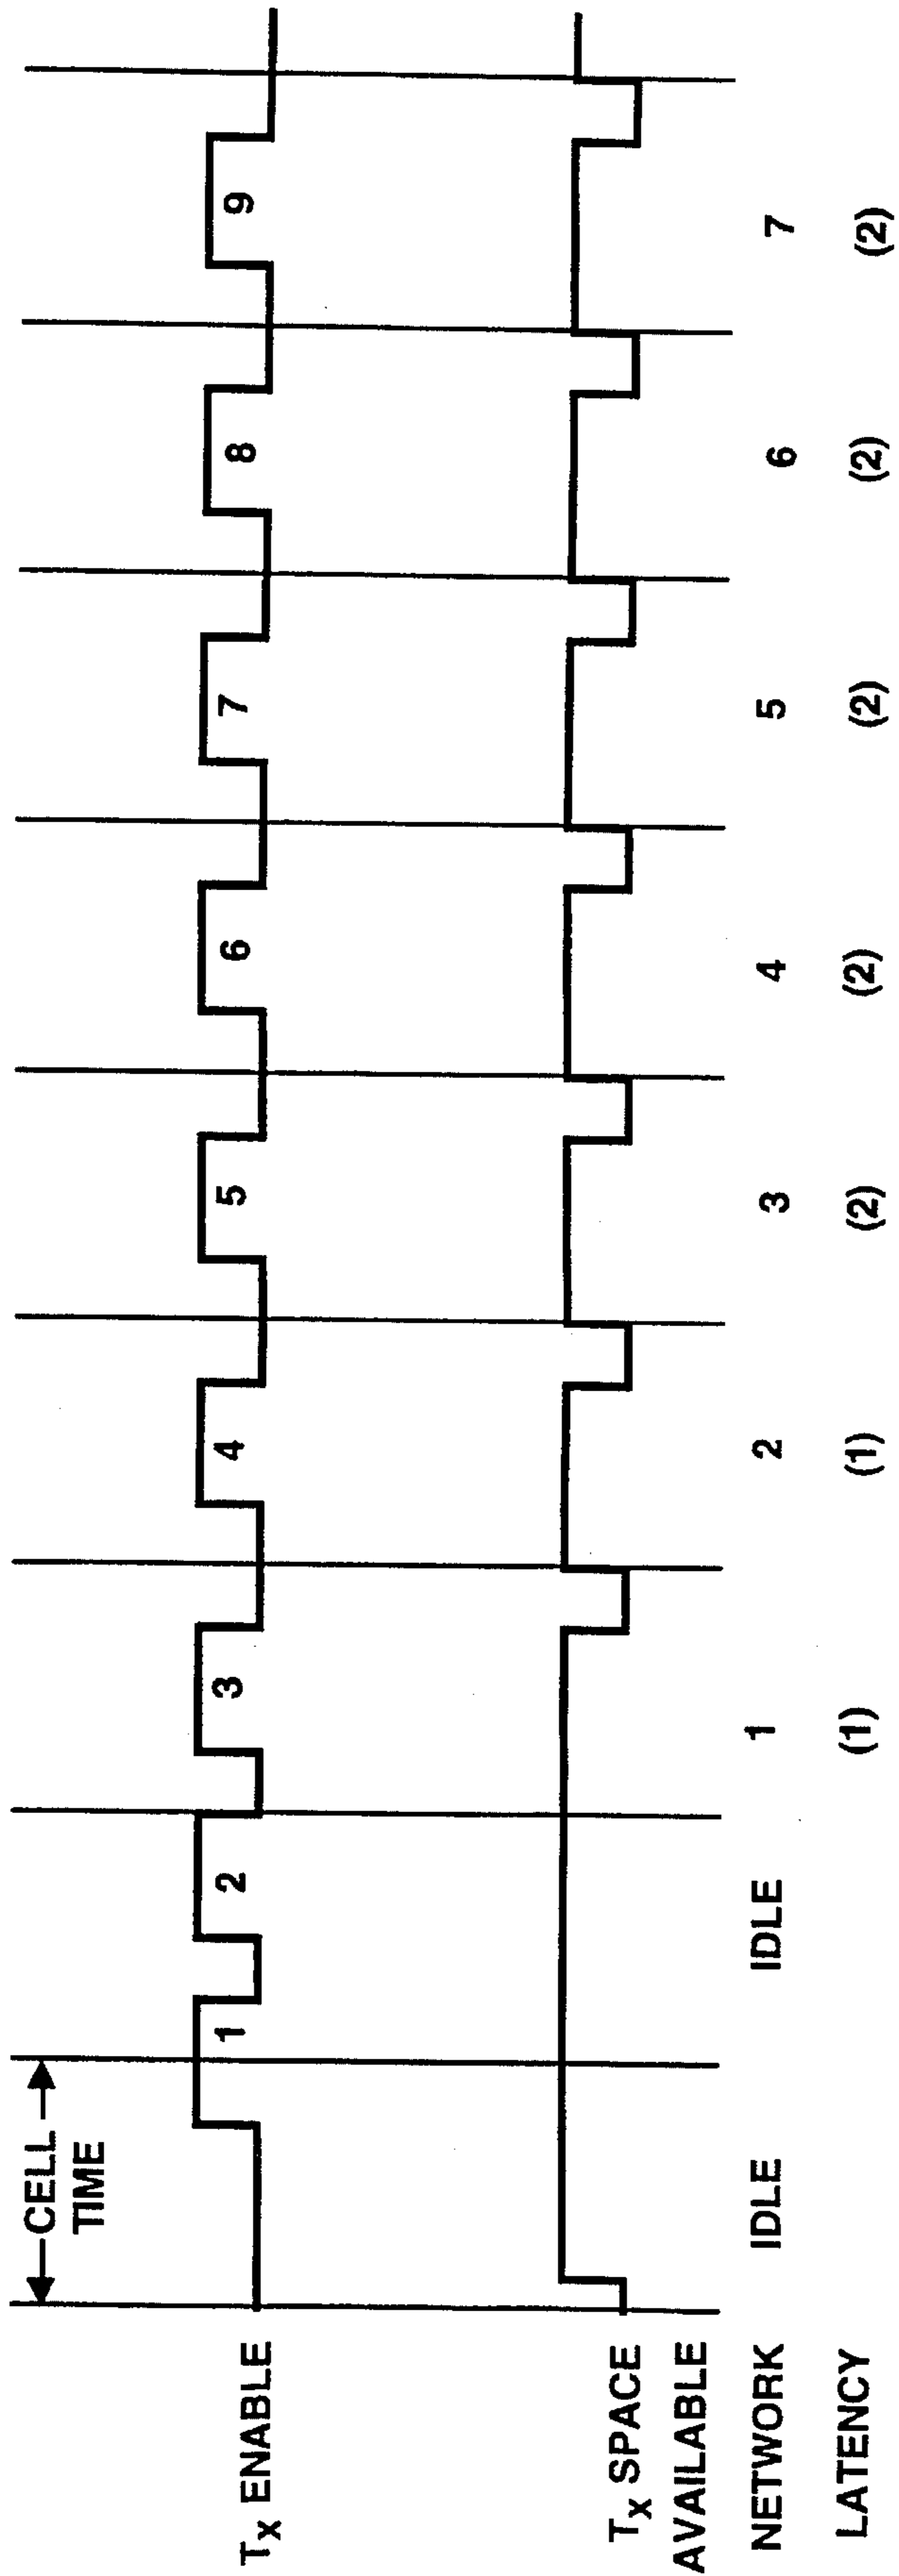 CELL
TIME
Tx ENABLE 1 2 3 4 5 6 7 8 9
Tx SPACE
AVAILABLE
NETWORK IDLE IDLE 1 2 3 4 5 6 7
LATENCY (1) (1) (2) (2) (2) (2) (2)